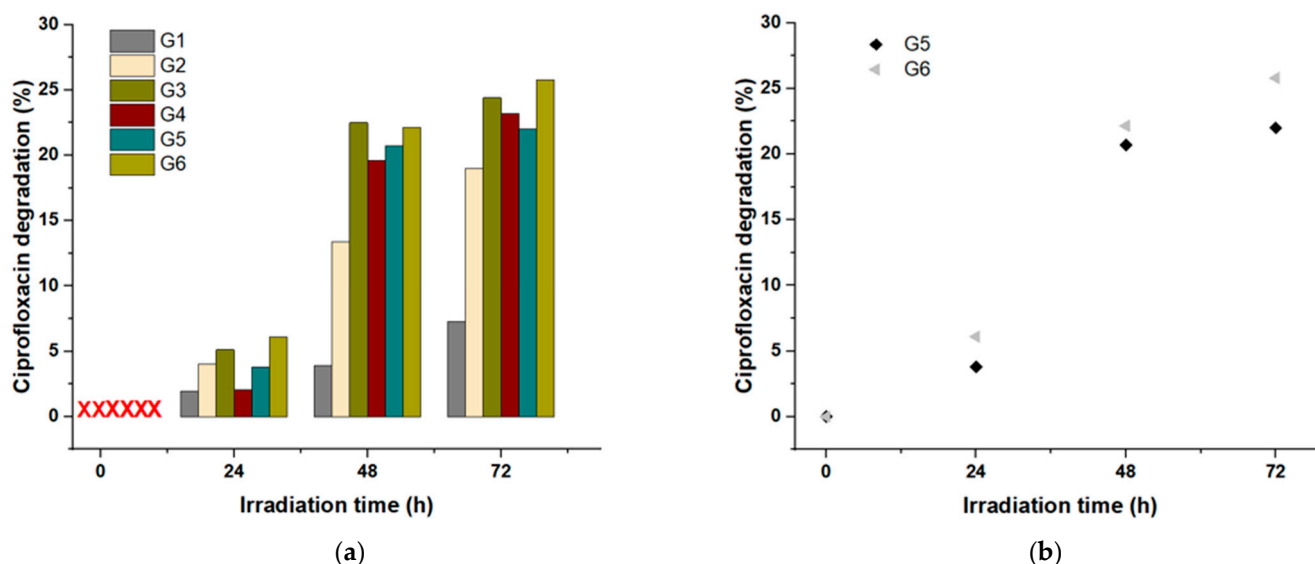 30
25
20
15
10
5
0
Ciprofloxacin degradation (%)
G1
G2
G3
G4
G5
G6
XXXXXX
0 24 48 72
Irradiation time (h)
(a)
30
25
20
15
10
5
0
Ciprofloxacin degradation (%)
G5
G6
0 24 48 72
Irradiation time (h)
(b)